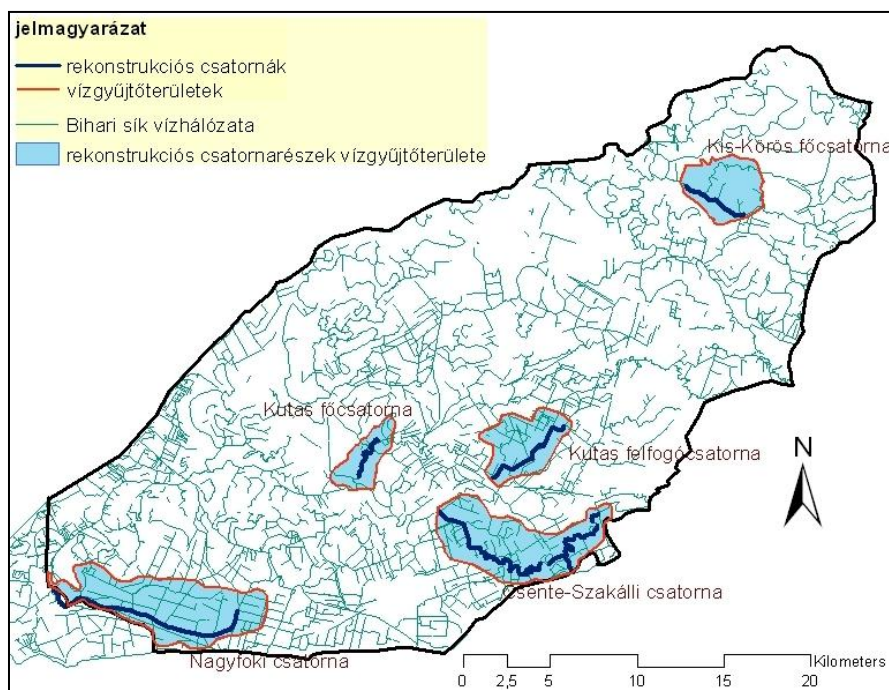 jelmagyarázat
rekonstrukciós csatornák
vízgyűjtőterületek
Bihari sík vízhálózata
rekonstrukciós csatornarészek vízgyűjtőterülete
Kis-Körös főcsatorna
Kutas főcsatorna
Kutas felfogócsatorna
N
Csente-Szakálli csatorna
Nagyfoki csatorna
Kilometers
0 2,5 5 10 15 20